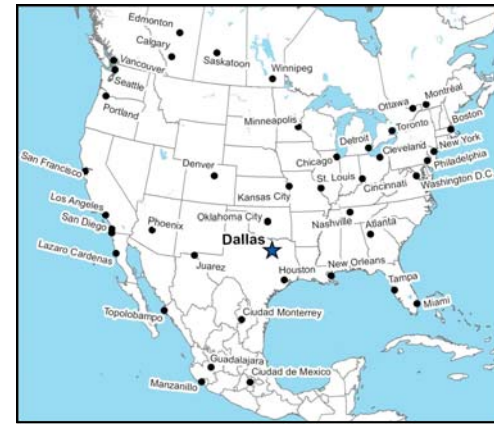 Edmonton
Calgary
Saskatoon
Vancouver
Winnipeg
Seattle
Portland
Ottawa
Montréal
Minneapolis
Toronto
Boston
Detroit
Cleveland
New York
Chicago
Philadelphia
San Francisco
Denver
St. Louis
Cincinnati
Washington D.C
Kansas City
Los Angeles
San Diego
Phoenix
Oklahoma City
Nashville
Atlanta
Dallas
Lazaro Cardenas
Juarez
Houston
New Orleans
Tampa
Miami
Topolobampo
Ciudad Monterrey
Guadalajara
Ciudad de Mexico
Manzanillo